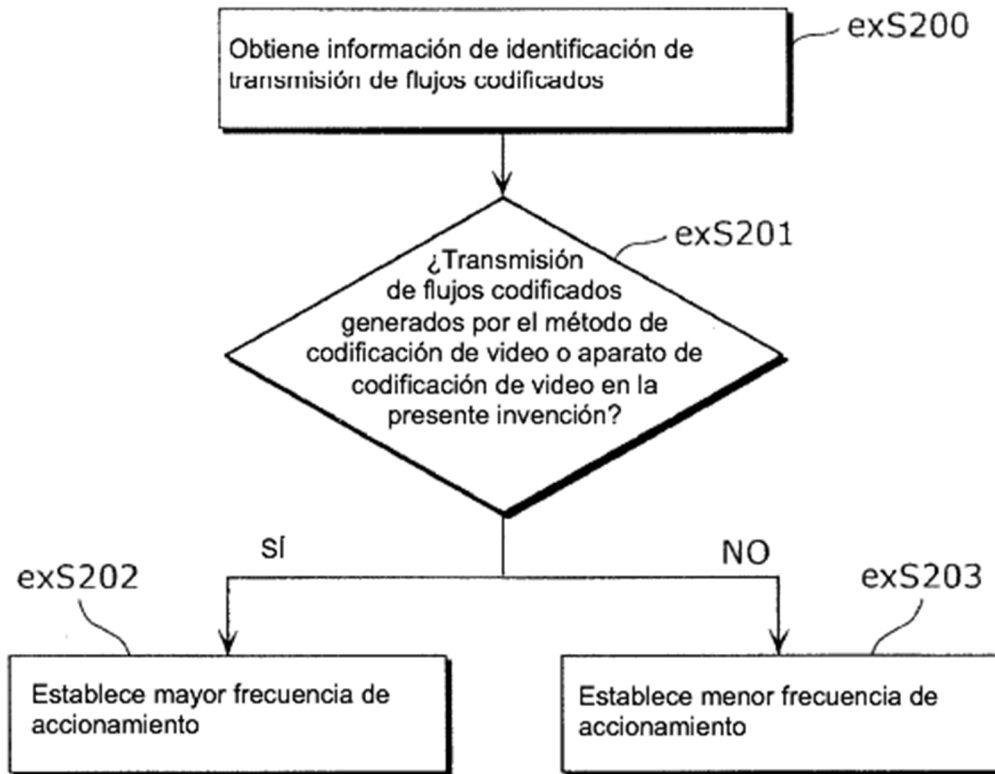 exS200
Obtiene información de identificación de
transmisión de flujos codificados
exS201
¿Transmisión
de flujos codificados
generados por el método de
codificación de video o aparato de
codificación de video en la
presente invención?
SÍ
NO
exS202
exS203
Establece mayor frecuencia de
accionamiento
Establece menor frecuencia de
accionamiento